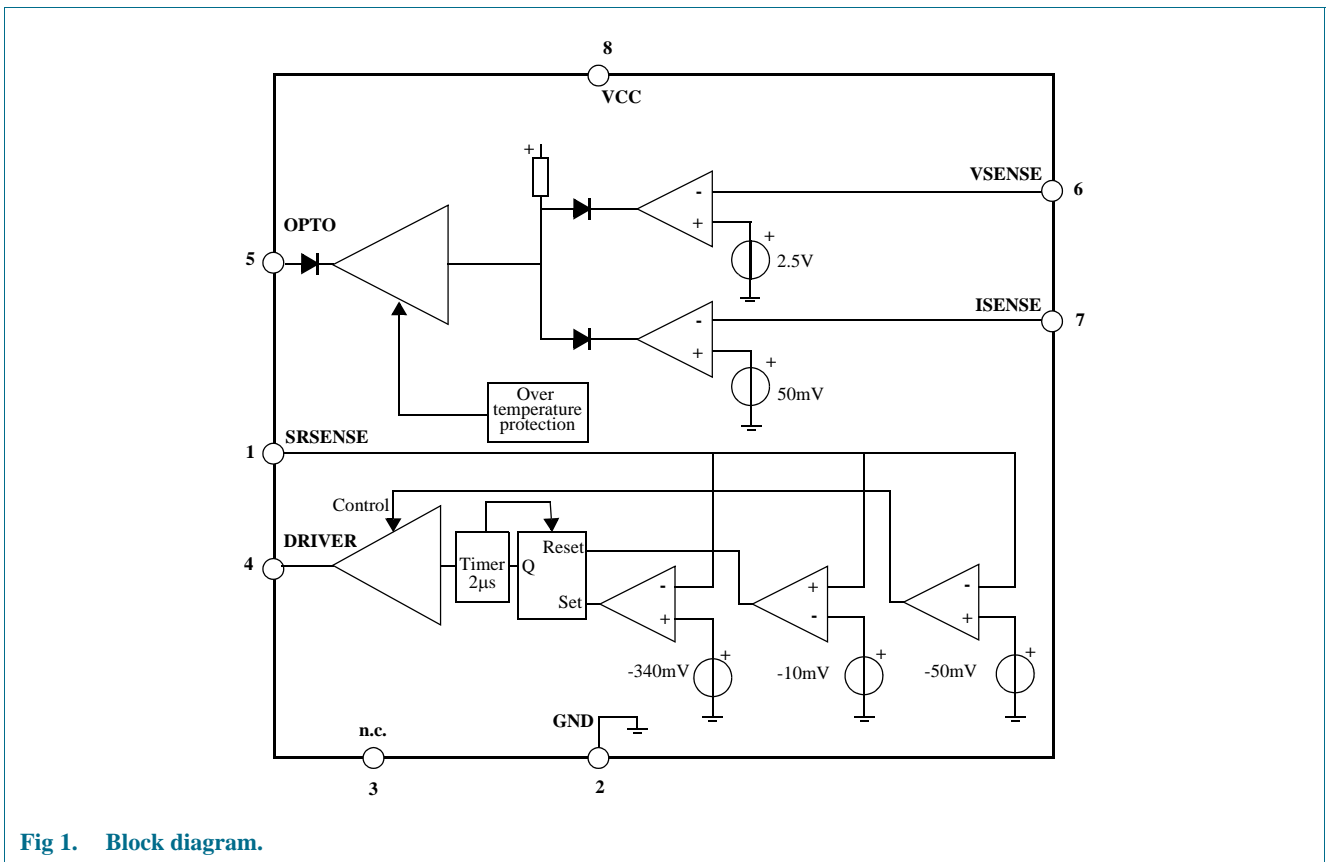 8
VCC
+
VSENSE
6
-
+
+
2.5V
OPTO
5
ISENSE
7
-
+
+
50mV
Over
temperature
protection
SRSENSE
1
Control
DRIVER
4
Timer
2µs
Q
Reset
Set
-
+
+
-340mV
+
-
+
-10mV
-
+
+
-50mV
GND
n.c.
3
2
Fig 1. Block diagram.